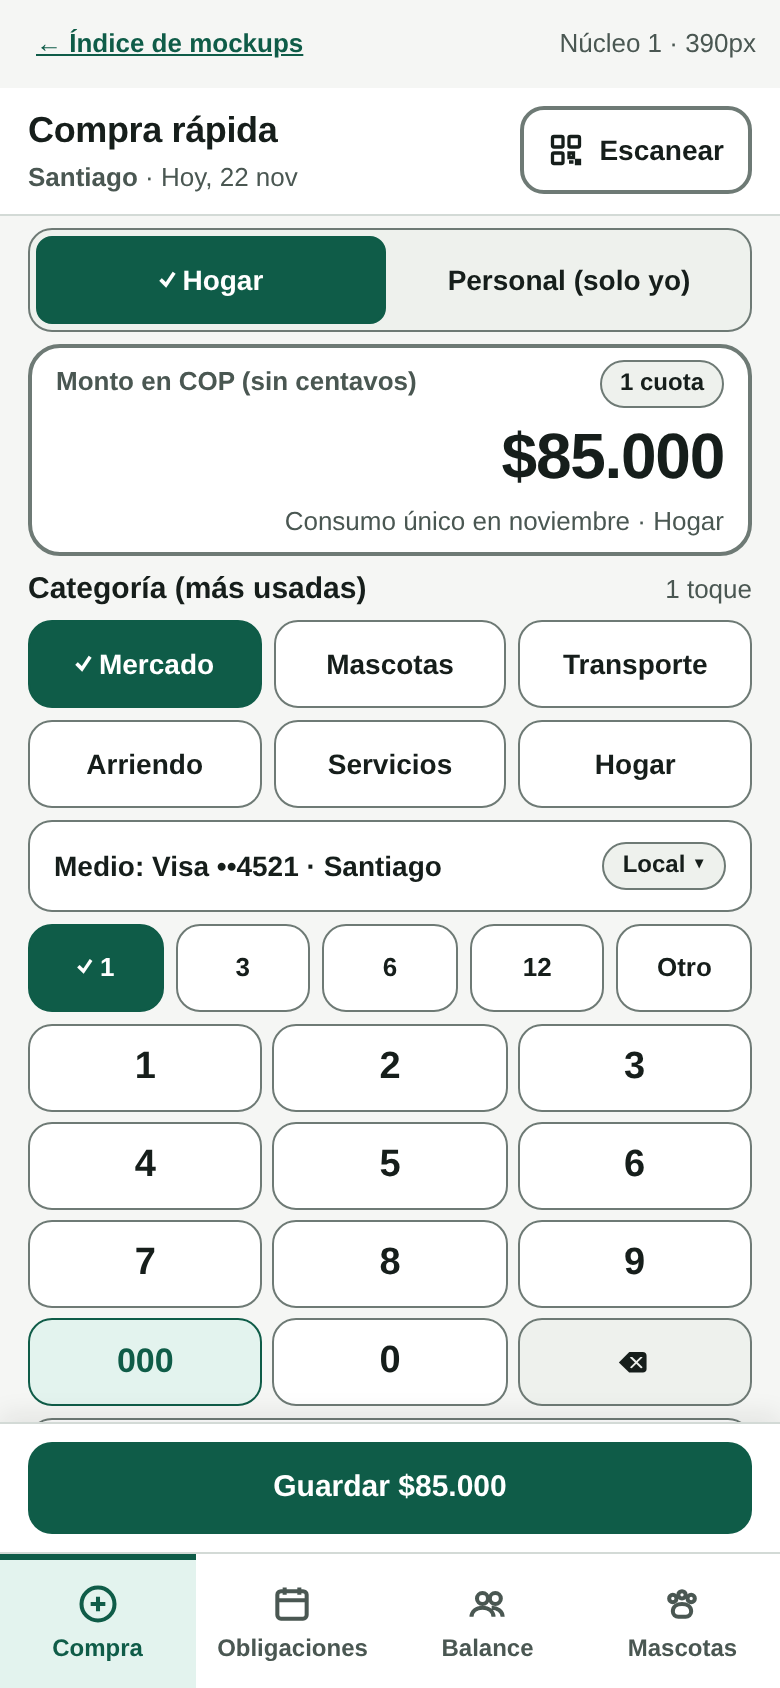 ← Índice de mockups
Núcleo 1 · 390px
Compra rápida
Santiago · Hoy, 22 nov
Escanear
Hogar
Personal (solo yo)
Monto en COP (sin centavos)
1 cuota
$85.000
Consumo único en noviembre · Hogar
Categoría (más usadas)
1 toque
Mercado
Mascotas
Transporte
Arriendo
Servicios
Hogar
Medio: Visa ••4521 · Santiago
Local ▼
1
3
6
12
Otro
1
2
3
4
5
6
7
8
9
000
0
Guardar $85.000
Compra
Obligaciones
Balance
Mascotas